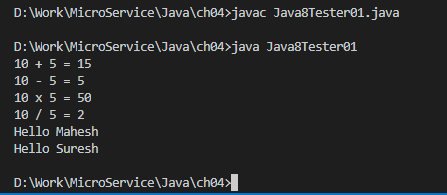 D:\Work\MicroService\Java\ch04>javac Java8Tester01.java
D:\Work\MicroService\Java\ch04>java Java8Tester01
10 + 5 = 15
10 - 5 = 5
10 x 5 = 50
10 / 5 = 2
Hello Mahesh
Hello Suresh
D:\Work\MicroService\Java\ch04>